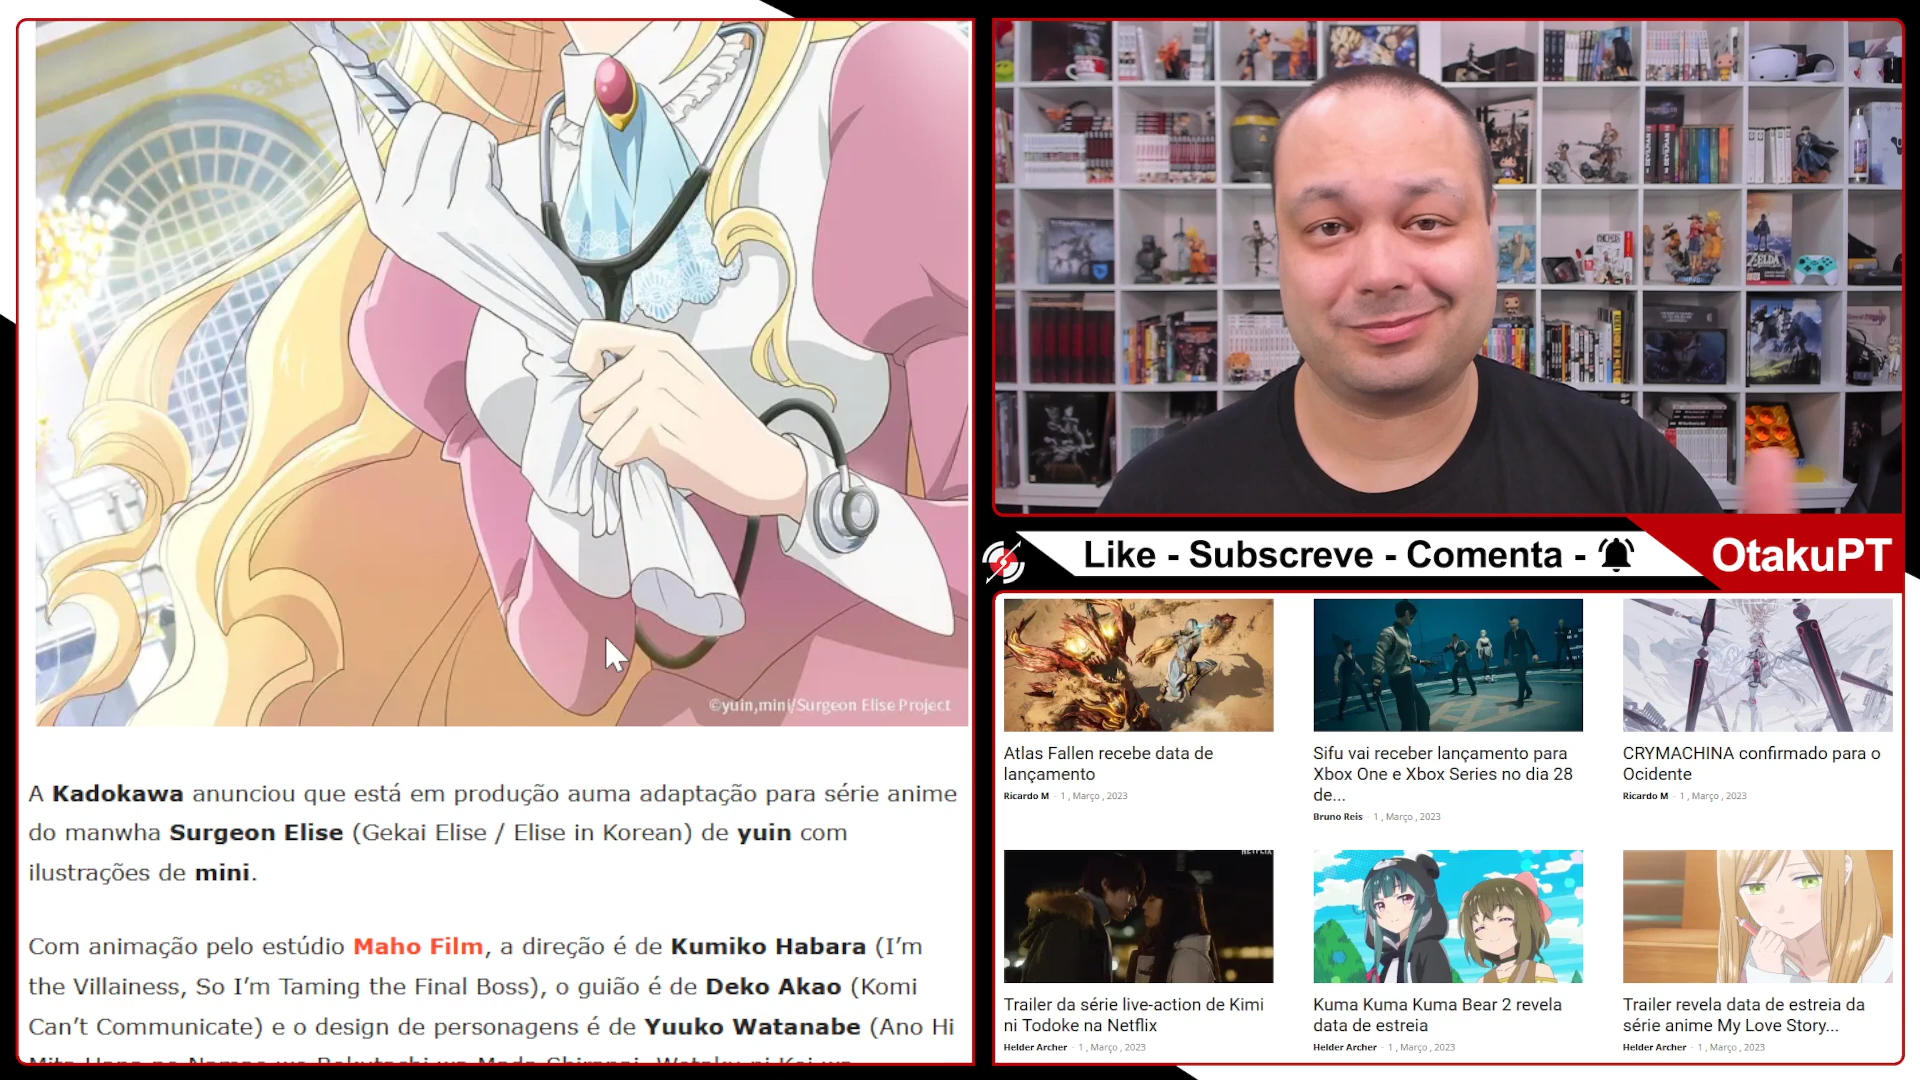 ©yuin,mini/Surgeon Elise Project
A Kadokawa anunciou que está em produção auma adaptação para série anime
do manwha Surgeon Elise (Gekai Elise / Elise in Korean) de yuin com
ilustrações de mini.
Com animação pelo estúdio Maho Film, a direção é de Kumiko Habara (I’m
the Villainess, So I’m Taming the Final Boss), o guião é de Deko Akao (Komi
Can’t Communicate) e o design de personagens é de Yuuko Watanabe (Ano Hi
ZELDA
Like - Subscreve - Comenta -
OtakuPT
Atlas Fallen recebe data de
lançamento
Ricardo M - 1 , Março , 2023
Sifu vai receber lançamento para
Xbox One e Xbox Series no dia 28
de...
Bruno Reis - 1 , Março , 2023
CRYMACHINA confirmado para o
Ocidente
Ricardo M - 1 , Março , 2023
NETFLIX
Trailer da série live-action de Kimi
ni Todoke na Netflix
Helder Archer - 1 , Março , 2023
Kuma Kuma Kuma Bear 2 revela
data de estreia
Helder Archer - 1 , Março , 2023
Trailer revela data de estreia da
série anime My Love Story...
Helder Archer - 1 , Março , 2023